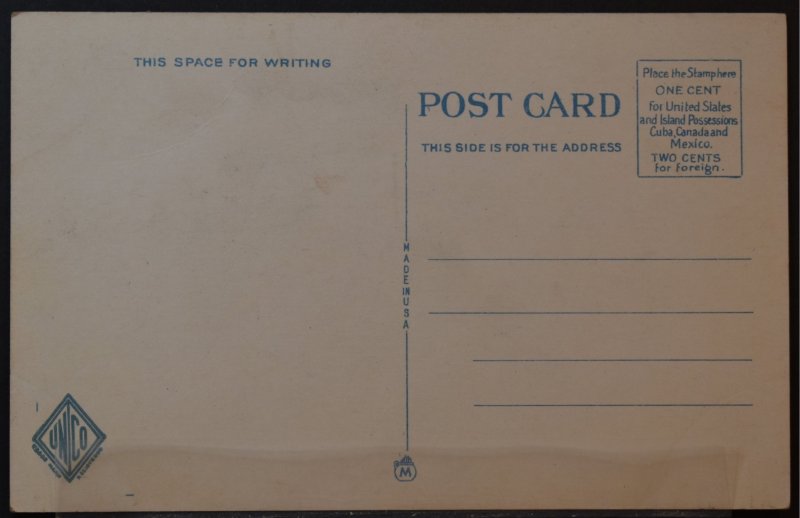 THIS SPACE FOR WRITING
POST CARD
THIS SIDE IS FOR THE ADDRESS
Place the Stamp here
ONE CENT
for United States
and Island Possessions
Cuba, Canada and
Mexico.
TWO CENTS
for foreign.
MADE IN USA
UNICO
M